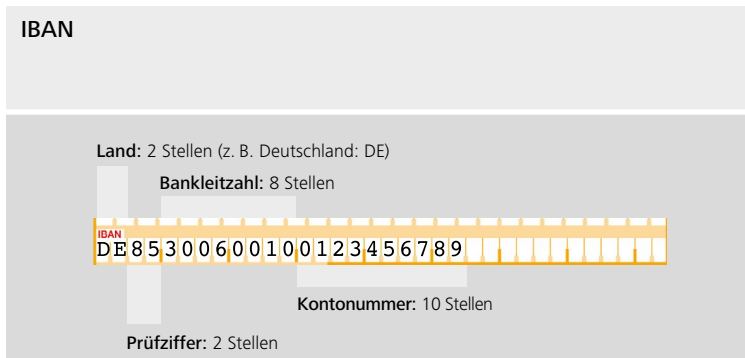 IBAN
Land: 2 Stellen (z. B. Deutschland: DE)
Bankleitzahl: 8 Stellen
IBAN
DE85300600100123456789
Kontonummer: 10 Stellen
Prüfziffer: 2 Stellen